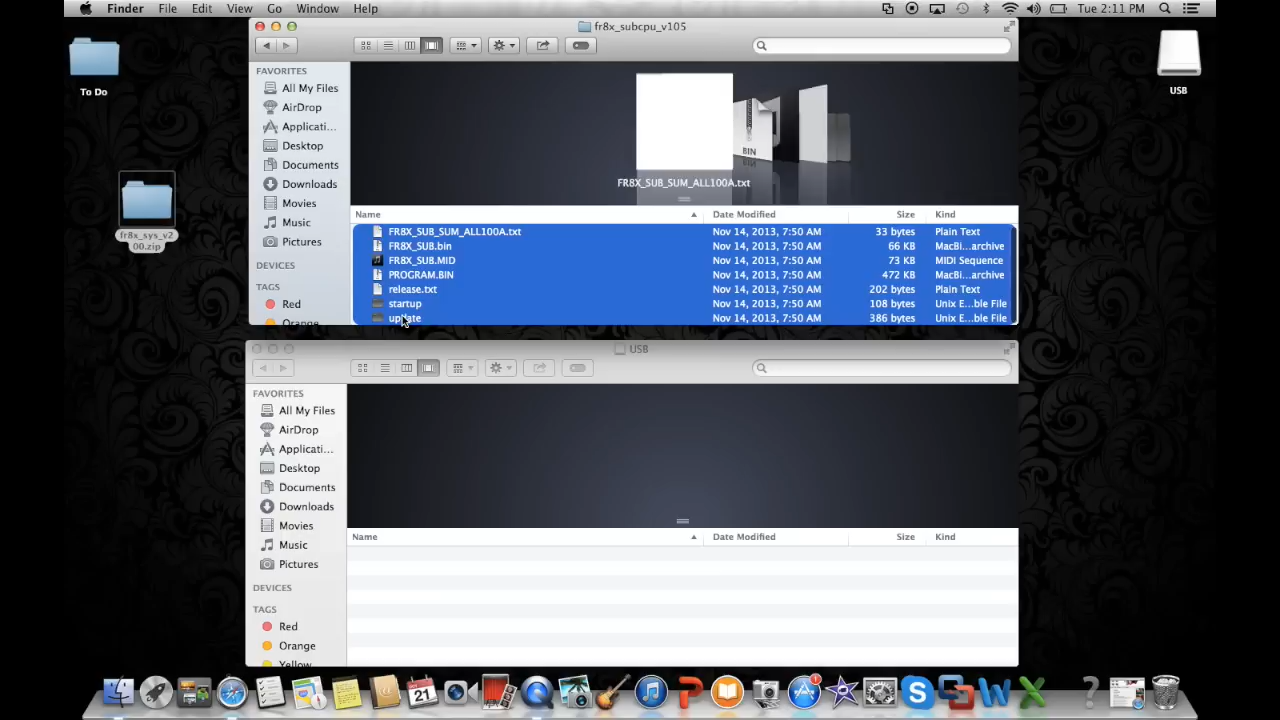 Finder File Edit View Go Window Help Tue 2:11 PM
fr8x_subcpu_v105
To Do
USB
fr8x_sys_v2
00.zip
FAVORITES
All My Files
AirDrop
Applicati...
Desktop
Documents
Downloads
Movies
Music
Pictures
DEVICES
TAGS
Red
Orange
BIN
FR8X_SUB_SUM_ALL100A.txt
Name Date Modified Size Kind
FR8X_SUB_SUM_ALL100A.txt Nov 14, 2013, 7:50 AM 33 bytes Plain Text
FR8X_SUB.bin Nov 14, 2013, 7:50 AM 66 KB MacBi...archive
FR8X_SUB.MID Nov 14, 2013, 7:50 AM 73 KB MIDI Sequence
PROGRAM.BIN Nov 14, 2013, 7:50 AM 472 KB MacBi...archive
release.txt Nov 14, 2013, 7:50 AM 202 bytes Plain Text
startup Nov 14, 2013, 7:50 AM 108 bytes Unix E...ble File
update Nov 14, 2013, 7:50 AM 386 bytes Unix E...ble File
USB
FAVORITES
All My Files
AirDrop
Applicati...
Desktop
Documents
Downloads
Movies
Music
Pictures
DEVICES
TAGS
Red
Orange
Yellow
Name Date Modified Size Kind
21
1